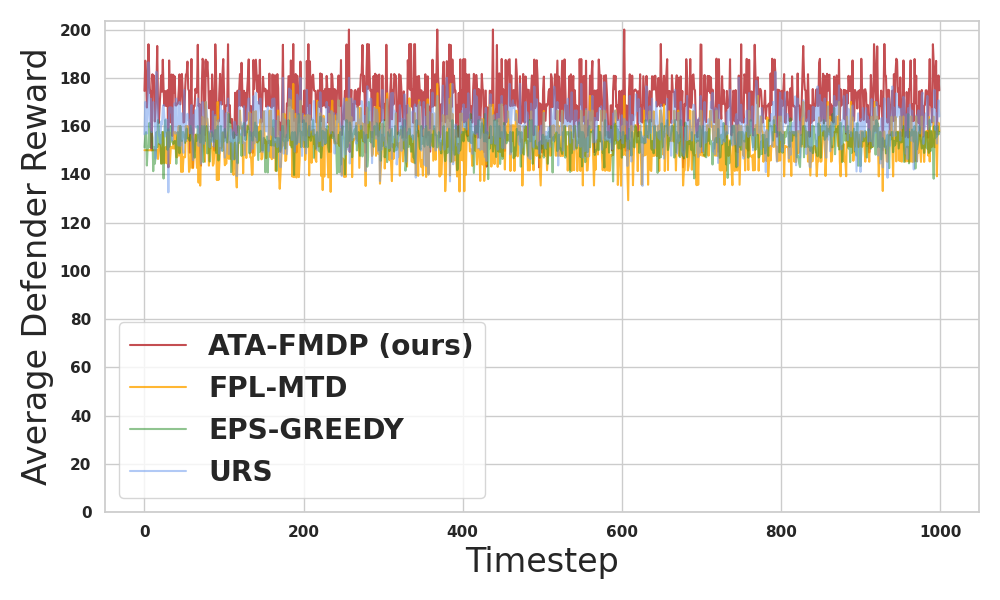 Average Defender Reward
200
180
160
140
120
100
80
60
40
20
0
ATA-FMDP (ours)
FPL-MTD
EPS-GREEDY
URS
0 200 400 600 800 1000
Timestep